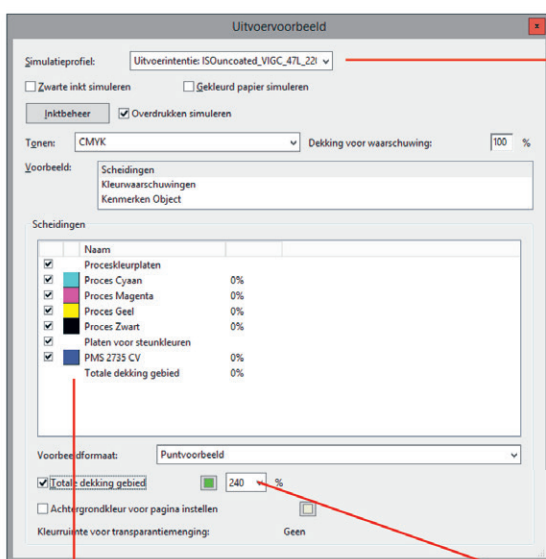 Uitvoervoorbeeld
x
Simulatieprofiel: Uitvoerintentie: ISOuncoated_VIGC_47L_22(
Zwarte inkt simuleren Gekleurd papier simuleren
Inktbeheer Overdrukken simuleren
Tonen: CMYK Dekking voor waarschuwing: 100 %
Voorbeeld: Scheidingen
Kleurwaarschuwingen
Kenmerken Object
Scheidingen
Naam
Proceskleurplaten
Proces Cyaan 0%
Proces Magenta 0%
Proces Geel 0%
Proces Zwart 0%
Platen voor steunkleuren
PMS 2735 CV 0%
Totale dekking gebied 0%
Voorbeeldformaat: Puntvoorbeeld
Totale dekking gebied 240 %
Achtergrondkleur voor pagina instellen
Kleurruimte voor transparantiemenging: Geen